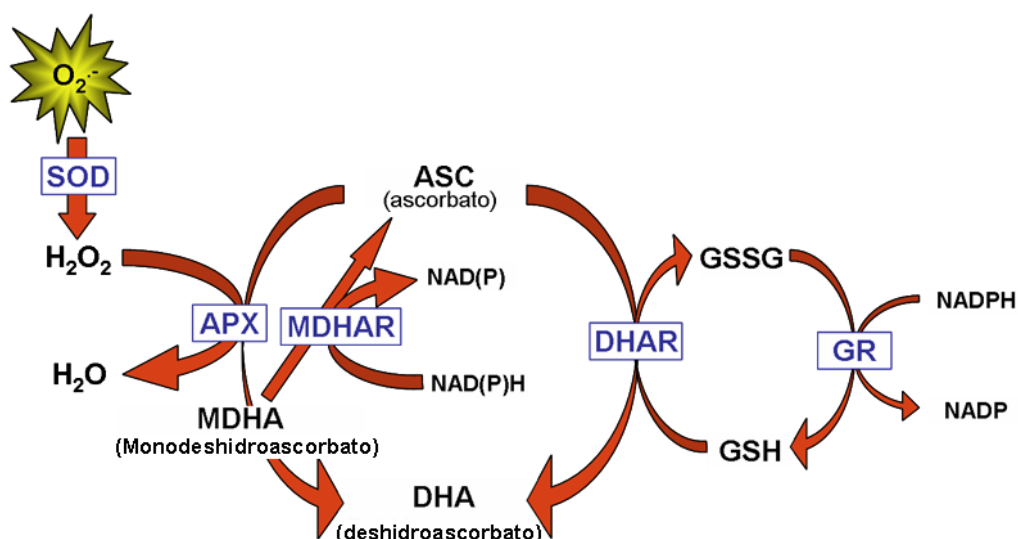 O₂·-
SOD
H₂O₂
ASC
(ascorbato)
NAD(P)
GSSG
NADPH
APX
MDHAR
DHAR
GR
H₂O
NAD(P)H
NADP
MDHA
(Monodeshidroascorbato)
GSH
DHA
(deshidroascorbato)